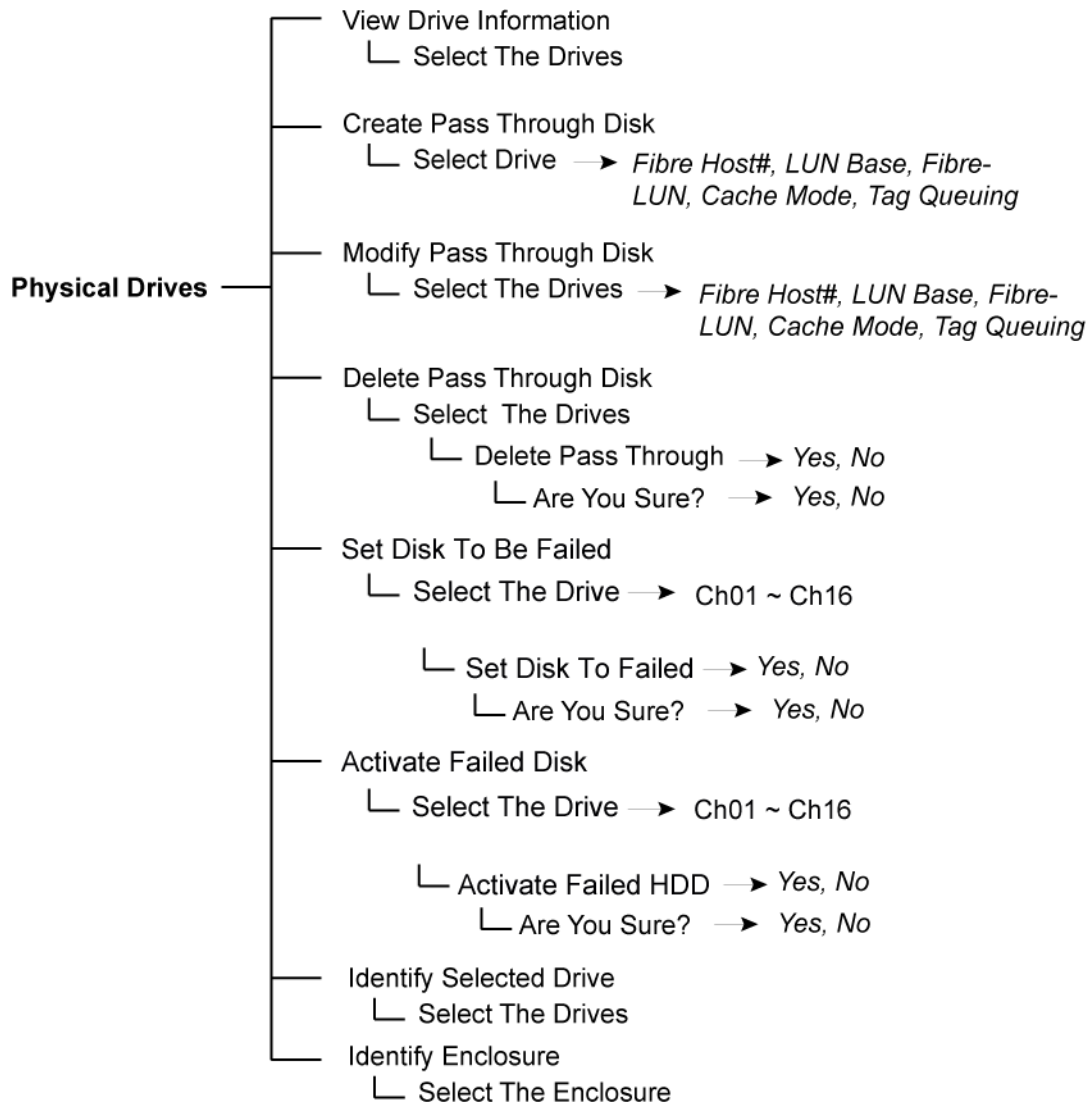 View Drive Information
Select The Drives
Create Pass Through Disk
Select Drive Fibre Host#, LUN Base, Fibre-
LUN, Cache Mode, Tag Queuing
Modify Pass Through Disk
Physical Drives
Select The Drives Fibre Host#, LUN Base, Fibre-
LUN, Cache Mode, Tag Queuing
Delete Pass Through Disk
Select The Drives
Delete Pass Through Yes, No
Are You Sure? Yes, No
Set Disk To Be Failed
Select The Drive Ch01 ~ Ch16
Set Disk To Failed Yes, No
Are You Sure? Yes, No
Activate Failed Disk
Select The Drive Ch01 ~ Ch16
Activate Failed HDD Yes, No
Are You Sure? Yes, No
Identify Selected Drive
Select The Drives
Identify Enclosure
Select The Enclosure